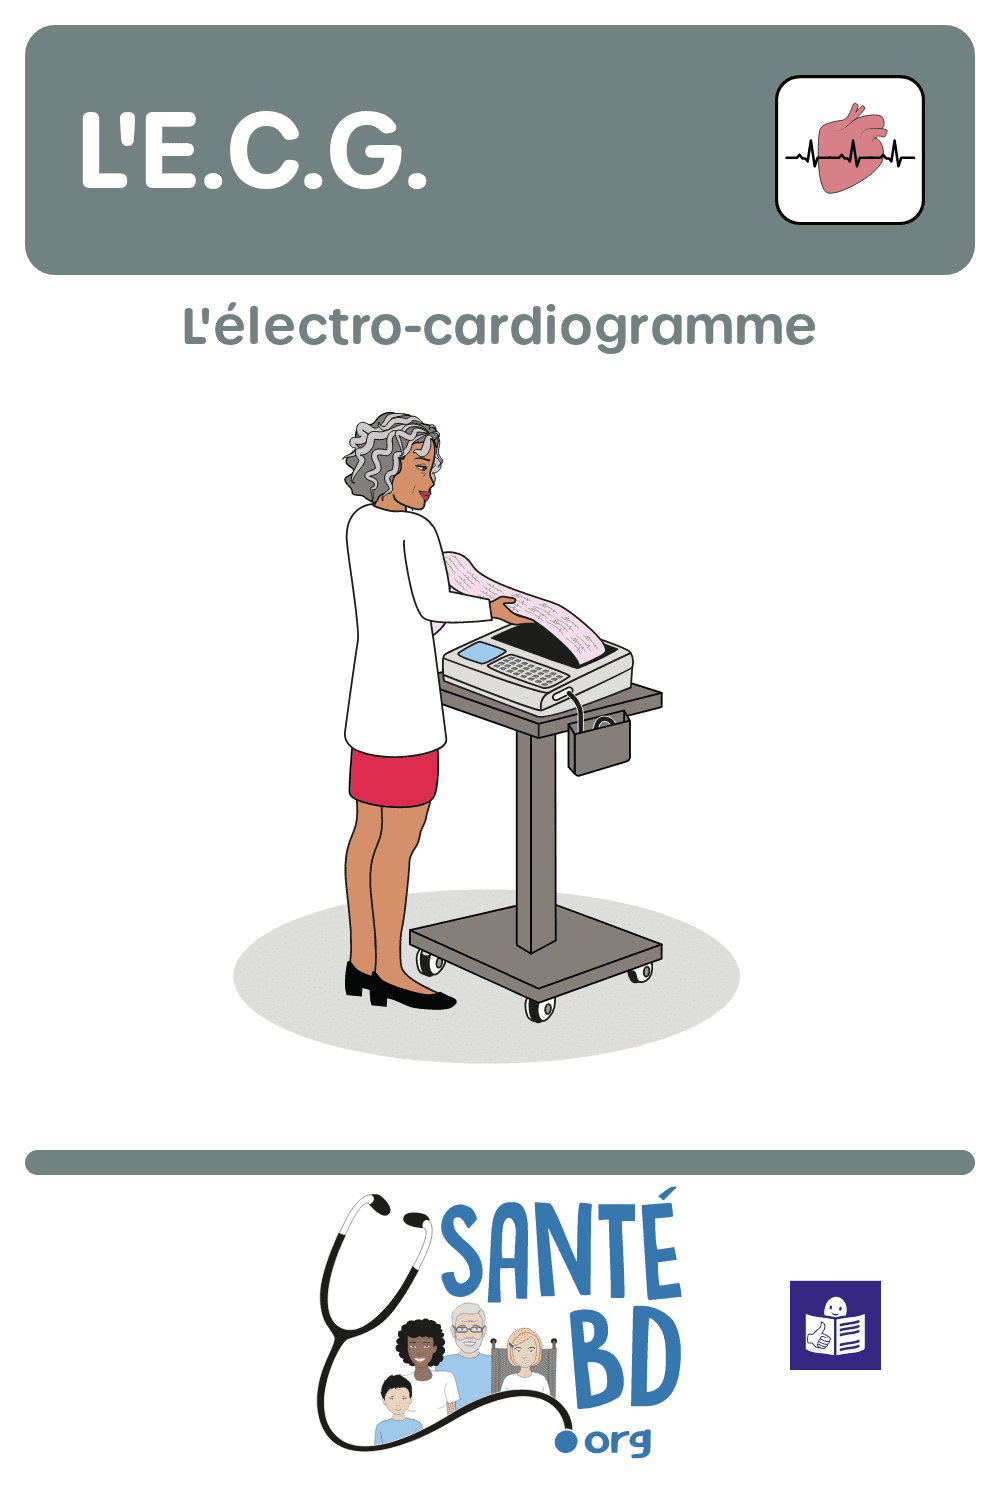 L'E.C.G.
L'électro-cardiogramme
SANTÉ
BD
.org